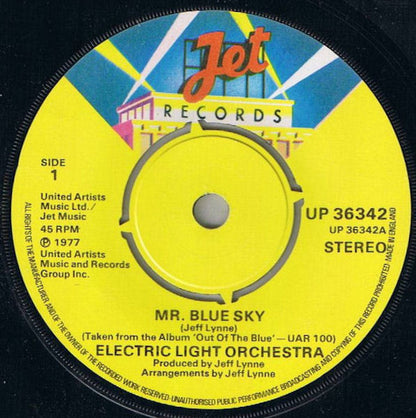 Jet
RECORDS
SIDE
1
United Artists
Music Ltd./
Jet Music
45 RPM
Ⓟ 1977
United Artists
Music and Records
Group Inc.
UP 36342
UP 36342A
STEREO
MR. BLUE SKY
(Jeff Lynne)
(Taken from the Album 'Out Of The Blue' – UAR 100)
ELECTRIC LIGHT ORCHESTRA
Produced by Jeff Lynne
Arrangements by Jeff Lynne
ALL RIGHTS OF THE MANUFACTURER AND OF THE OWNER OF THE RECORDED WORK RESERVED-UNAUTHORISED PUBLIC PERFORMANCE BROADCASTING AND COPYING OF THIS RECORD PROHIBITED MADE IN ENGLAND